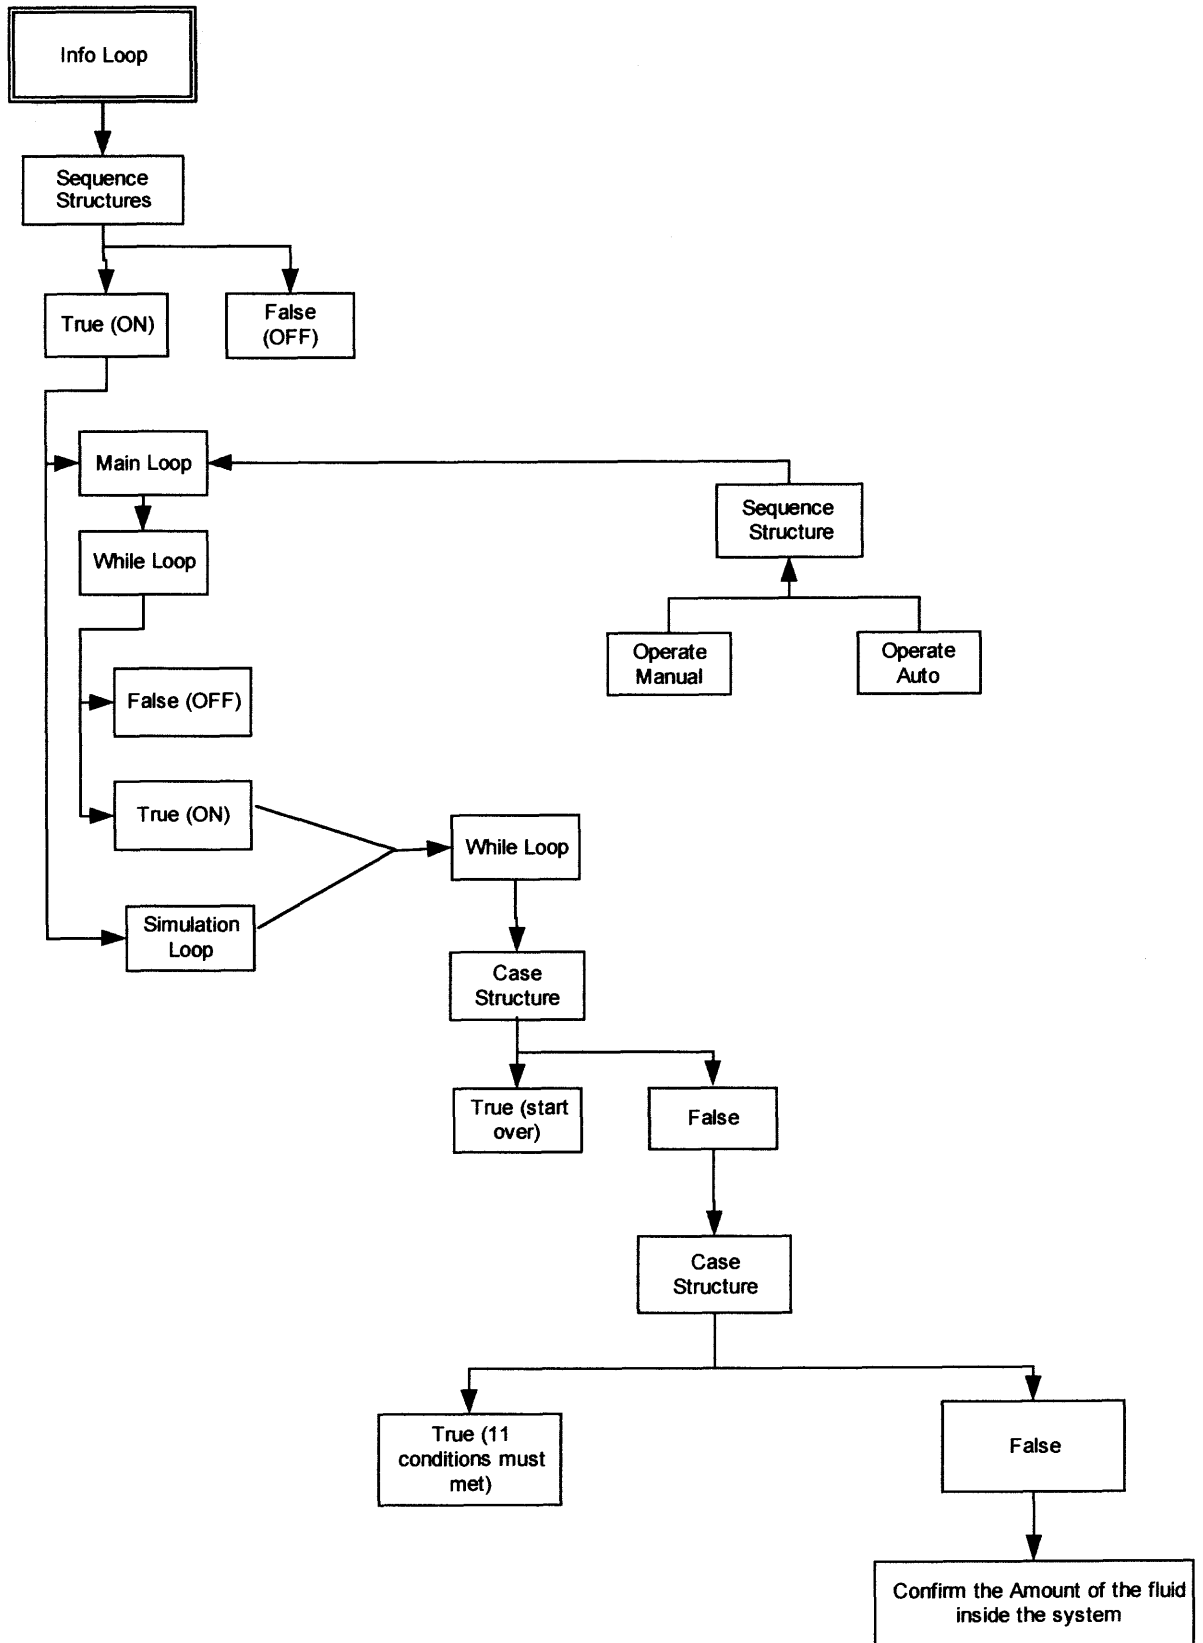 Info Loop
Sequence
Structures
True (ON)
False
(OFF)
Main Loop
Sequence
Structure
While Loop
Operate
Manual
Operate
Auto
False (OFF)
True (ON)
While Loop
Simulation
Loop
Case
Structure
True (start
over)
False
Case
Structure
True (11
conditions must
met)
False
Confirm the Amount of the fluid
inside the system